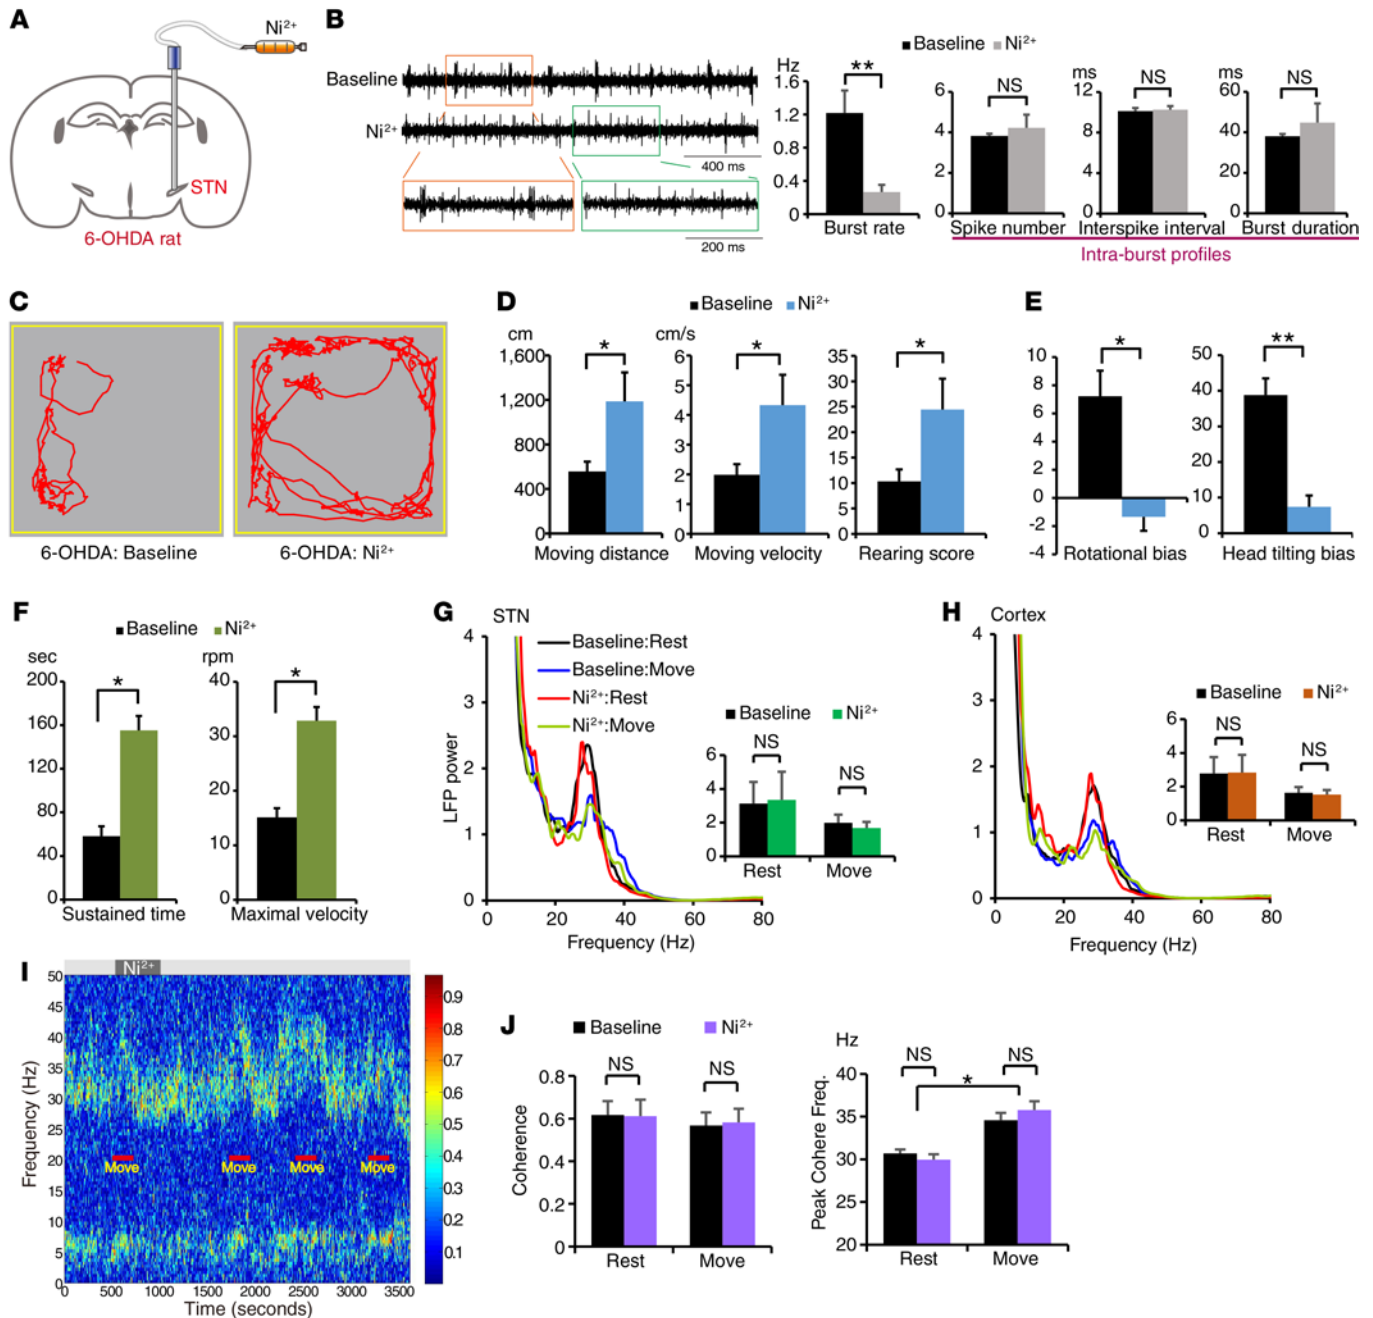 A
Ni²⁺
STN
6-OHDA rat
B
Baseline
Ni²⁺
400 ms
200 ms
Baseline Ni²⁺
Hz
1.6
1.2
0.8
0.4
0
**
Burst rate
6
4
2
0
NS
Spike number
ms
12
8
4
0
NS
Interspike interval
ms
60
40
20
0
NS
Burst duration
Intra-burst profiles
C
6-OHDA: Baseline
6-OHDA: Ni²⁺
D
Baseline Ni²⁺
cm
1,600
1,200
800
400
0
*
Moving distance
cm/s
6
5
4
3
2
1
0
*
Moving velocity
35
30
25
20
15
10
5
0
*
Rearing score
E
10
8
6
4
2
0
-2
-4
*
Rotational bias
50
40
30
20
10
0
**
Head tilting bias
F
Baseline Ni²⁺
sec
200
160
120
80
40
0
*
Sustained time
rpm
40
30
20
10
0
*
Maximal velocity
G
STN
LFP power
4
3
2
1
0
Baseline:Rest
Baseline:Move
Ni²⁺:Rest
Ni²⁺:Move
0 20 40 60 80
Frequency (Hz)
Baseline Ni²⁺
6
4
2
0
NS
NS
Rest Move
H
Cortex
4
3
2
1
0
0 20 40 60 80
Frequency (Hz)
Baseline Ni²⁺
6
4
2
0
NS
NS
Rest Move
I
Ni²⁺
Frequency (Hz)
50
45
40
35
30
25
20
15
10
5
0
Move Move Move Move
0 500 1000 1500 2000 2500 3000 3500
Time (seconds)
0.9
0.8
0.7
0.6
0.5
0.4
0.3
0.2
0.1
J
Baseline Ni²⁺
Coherence
0.8
0.6
0.4
0.2
0
NS
NS
Rest Move
Hz
Peak Cohere Freq.
40
35
30
25
20
NS
NS
*
Rest Move